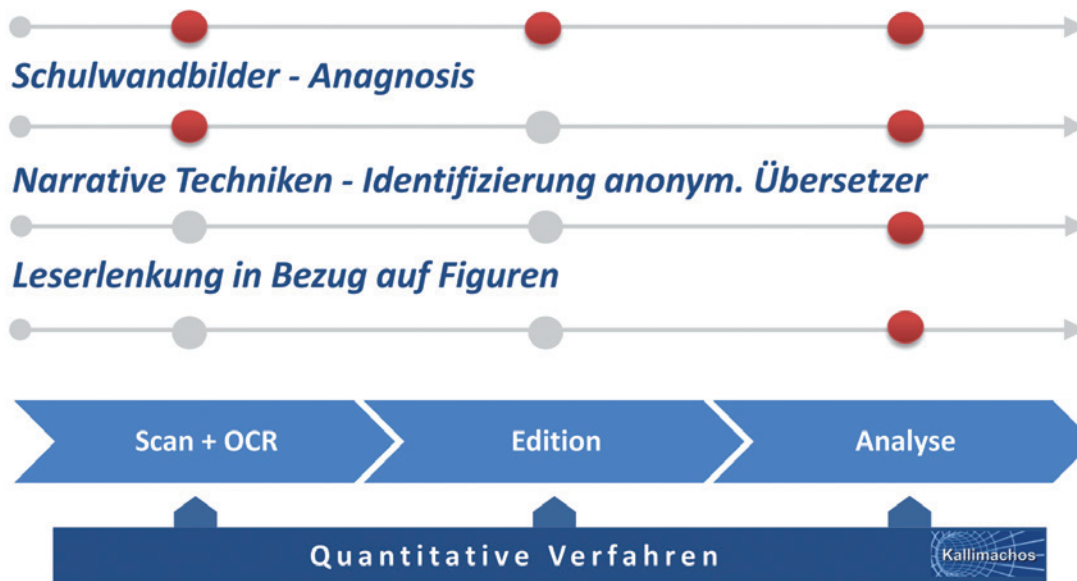 Schulwandbilder - Anagnosis
Narrative Techniken - Identifizierung anonym. Übersetzer
Leserlenkung in Bezug auf Figuren
Scan + OCR
Edition
Analyse
Quantitative Verfahren
Kallimachos